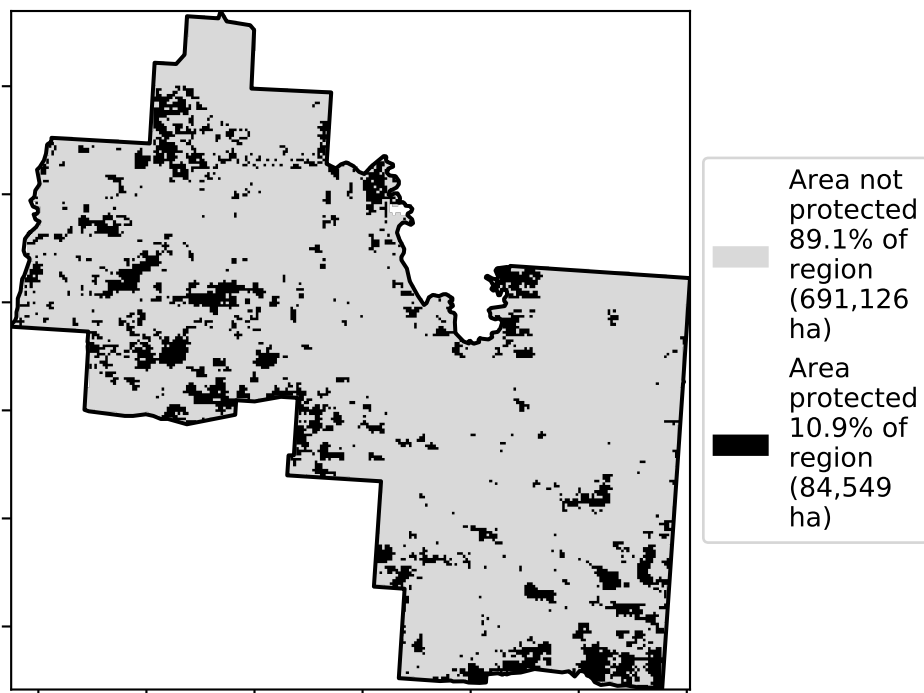 Area not
protected
89.1% of
region
(691,126
ha)
Area
protected
10.9% of
region
(84,549
ha)